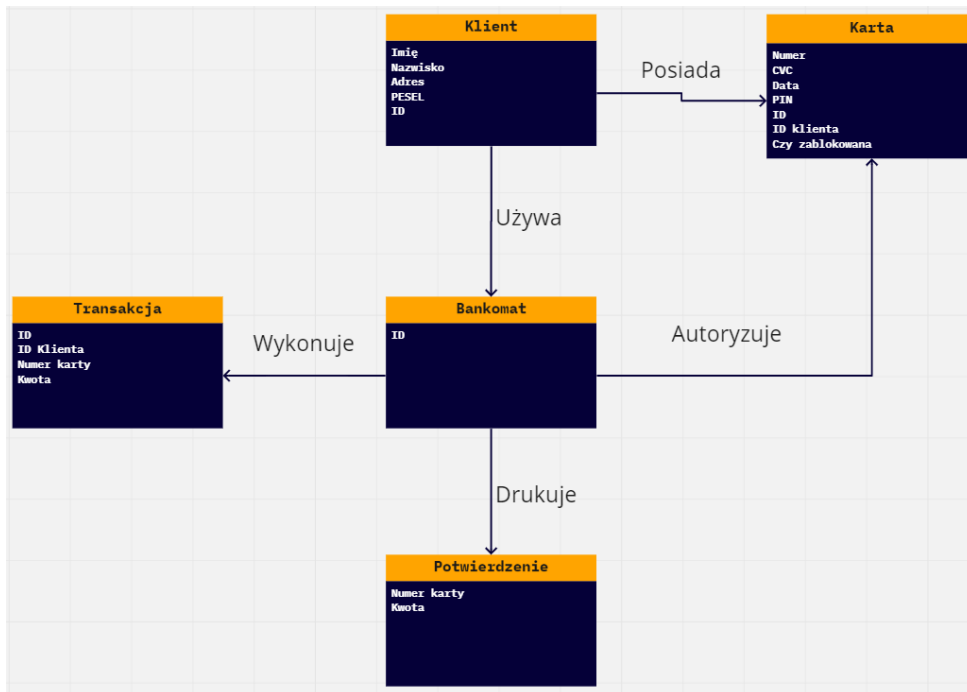 Klient
Imię
Nazwisko
Adres
PESEL
ID
Posiada
Karta
Numer
CVC
Data
PIN
ID
ID klienta
Czy zablokowana
Używa
Transakcja
ID
ID Klienta
Numer karty
Kwota
Wykonuje
Bankomat
ID
Autoryzuje
Drukuje
Potwierdzenie
Numer karty
Kwota